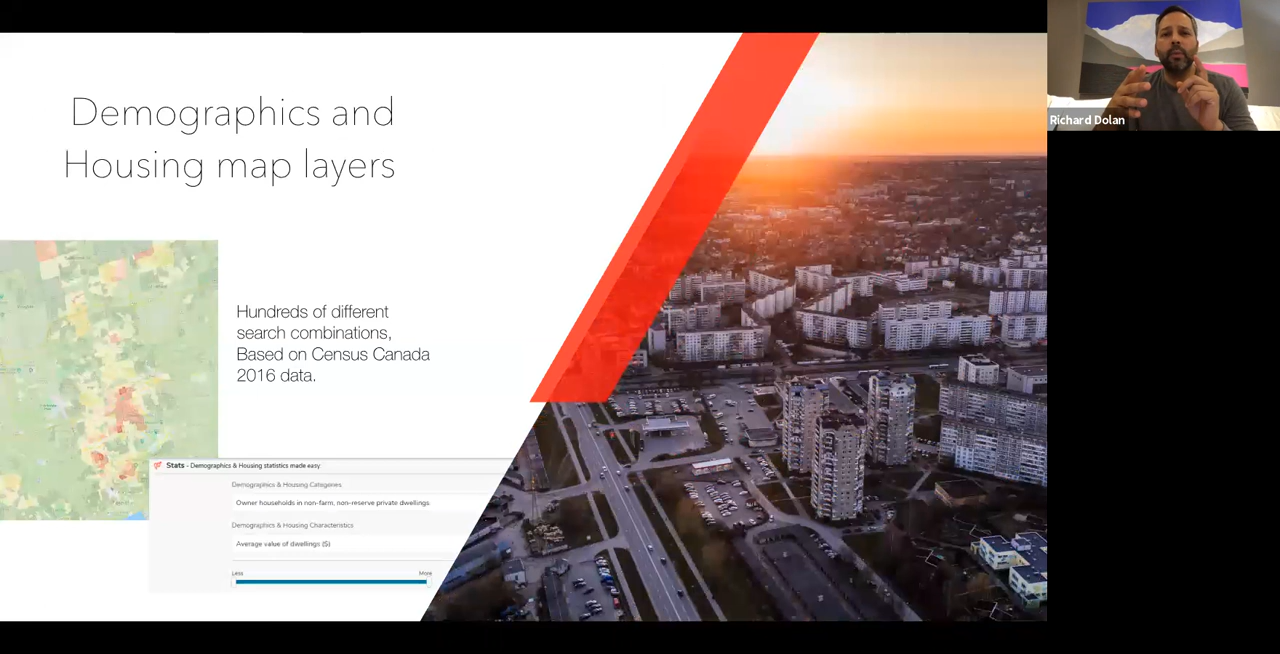 Demographics and
Housing map layers
Hundreds of different
search combinations,
Based on Census Canada
2016 data.
Stats - Demographics & Housing statistics made easy
Demographics & Housing Categories
Owner households in non-farm, non-reserve private dwellings
Demographics & Housing Characteristics
Average value of dwellings ($)
Less
More
Richard Dolan